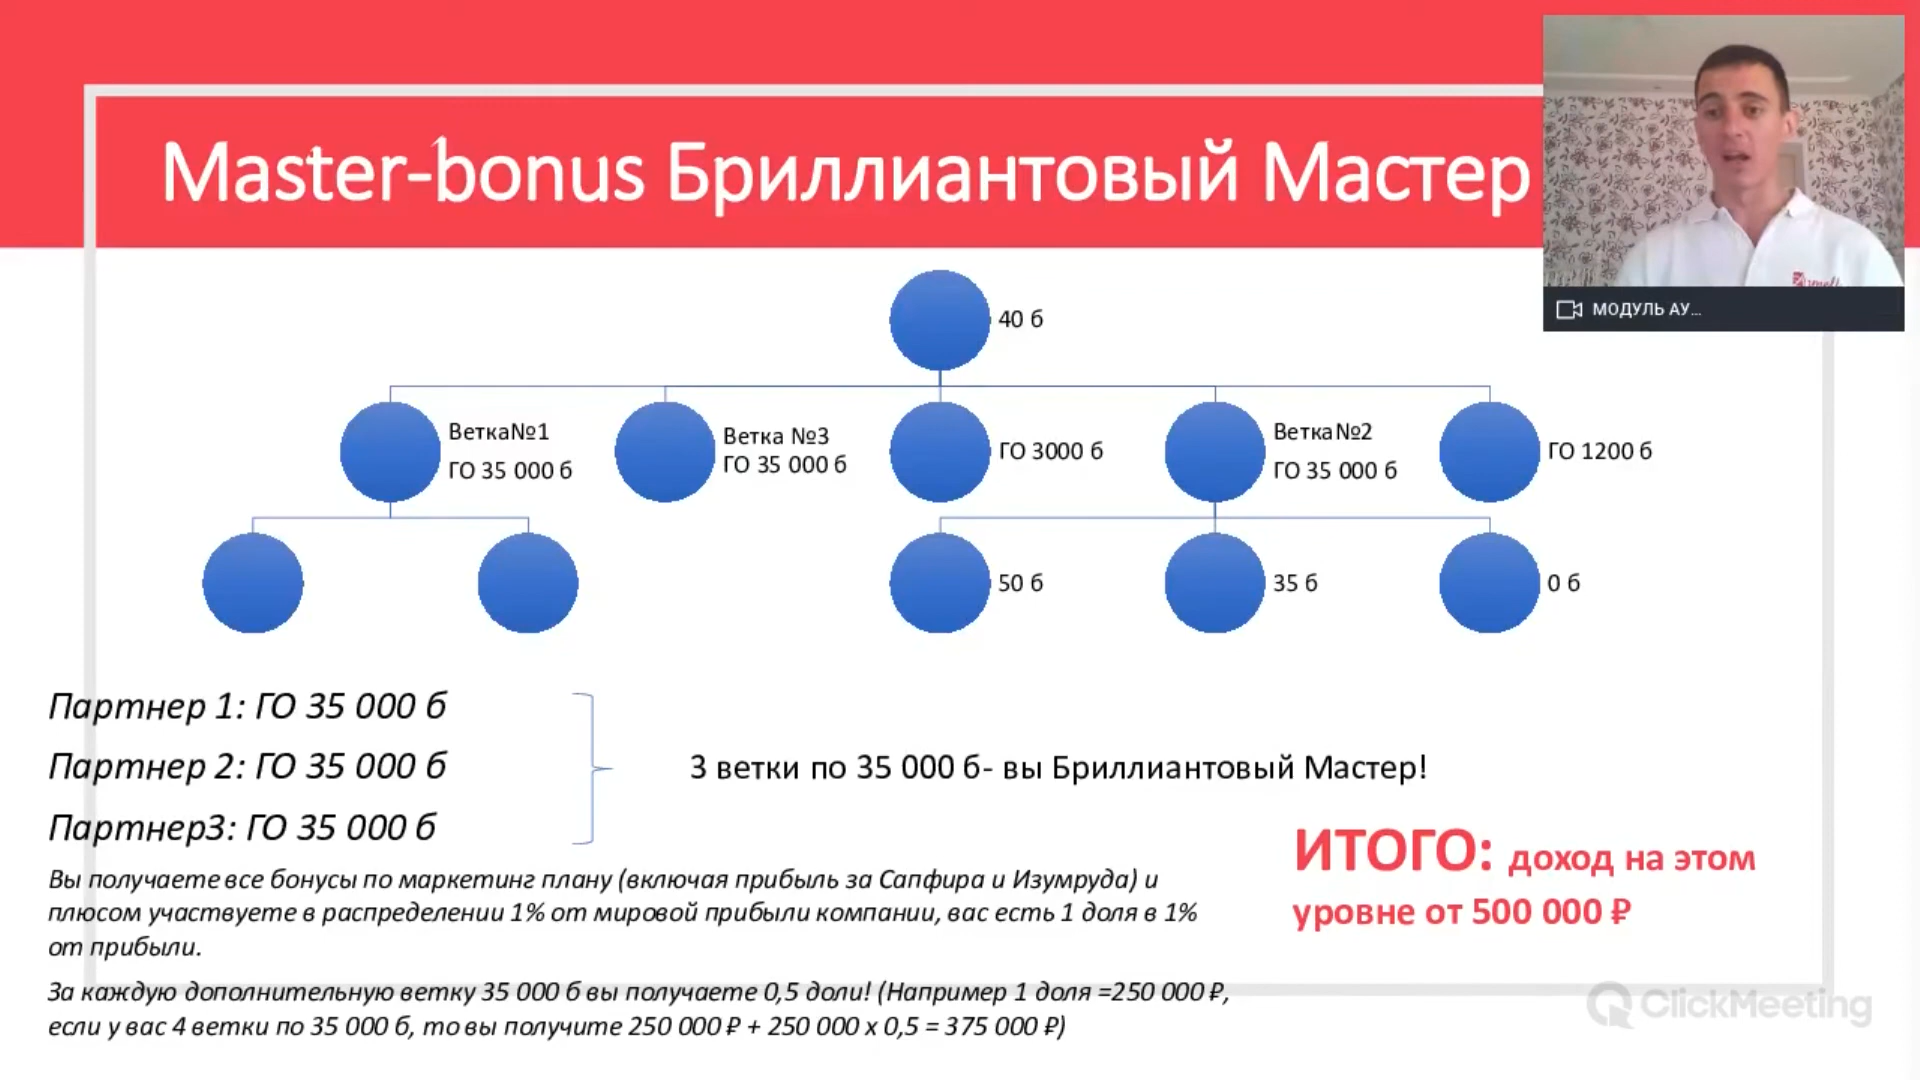 Master-bonus Бриллиантовый Мастер
МОДУЛЬ АУ...
40 б
Ветка№1
ГО 35 000 б
Ветка №3
ГО 35 000 б
ГО 3000 б
Ветка№2
ГО 35 000 б
ГО 1200 б
50 б
35 б
0 б
Партнер 1: ГО 35 000 б
Партнер 2: ГО 35 000 б
Партнер3: ГО 35 000 б
3 ветки по 35 000 б- вы Бриллиантовый Мастер!
Вы получаете все бонусы по маркетинг плану (включая прибыль за Сапфира и Изумруда) и
плюсом участвуете в распределении 1% от мировой прибыли компании, вас есть 1 доля в 1%
от прибыли.
ИТОГО: доход на этом
уровне от 500 000 ₽
За каждую дополнительную ветку 35 000 б вы получаете 0,5 доли! (Например 1 доля =250 000 ₽,
если у вас 4 ветки по 35 000 б, то вы получите 250 000 ₽ + 250 000 х 0,5 = 375 000 ₽)
ClickMeeting